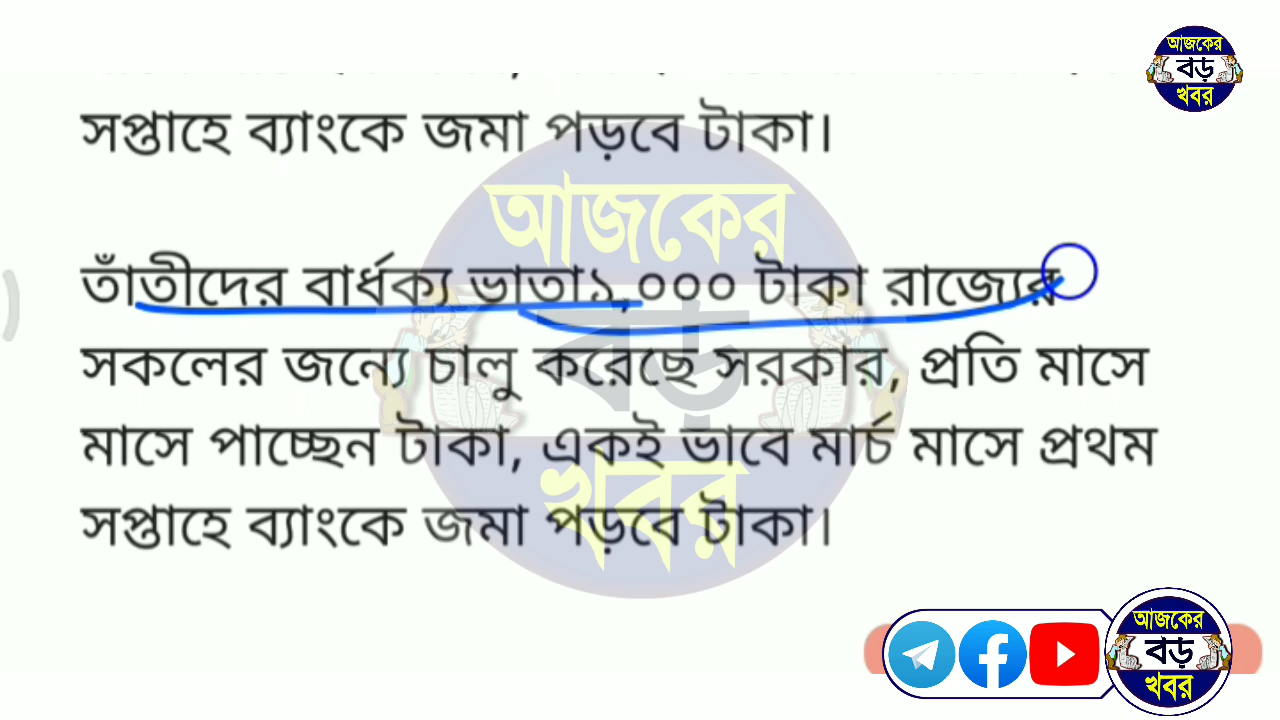 আজকের
বড়
খবর
সপ্তাহে ব্যাংকে জমা পড়বে টাকা।
আজকের
বড়
খবর
তাঁতীদের বার্ধক্য ভাতা১,০০০ টাকা রাজ্যের
সকলের জন্যে চালু করেছে সরকার, প্রতি মাসে
মাসে পাচ্ছেন টাকা, একই ভাবে মার্চ মাসে প্রথম
সপ্তাহে ব্যাংকে জমা পড়বে টাকা।
আজকের
বড়
খবর